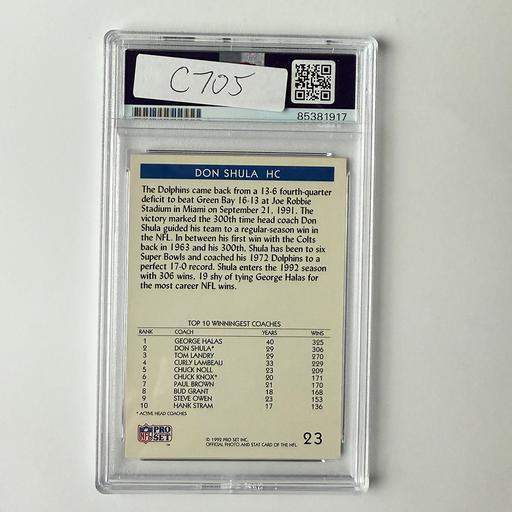 C705
85381917
DON SHULA HC
The Dolphins came back from a 13-6 fourth-quarter
deficit to beat Green Bay 16-13 at Joe Robbie
Stadium in Miami on September 21, 1991. The
victory marked the 300th time head coach Don
Shula guided his team to a regular-season win in
the NFL. In between his first win with the Colts
back in 1963 and his 300th, Shula has been to six
Super Bowls and coached his 1972 Dolphins to a
perfect 17-0 record. Shula enters the 1992 season
with 306 wins, 19 shy of tying George Halas for
the most career NFL wins.
TOP 10 WINNINGEST COACHES
RANK COACH YEARS WINS
1 GEORGE HALAS 40 325
2 DON SHULA* 29 306
3 TOM LANDRY 29 270
4 CURLY LAMBEAU 33 229
5 CHUCK NOLL 23 209
6 CHUCK KNOX* 20 171
7 PAUL BROWN 21 170
8 BUD GRANT 18 168
9 STEVE OWEN 23 153
10 HANK STRAM 17 136
* ACTIVE HEAD COACHES
NFL PRO SET
© 1992 PRO SET INC.
OFFICIAL PHOTO AND STAT CARD OF THE NFL.
23